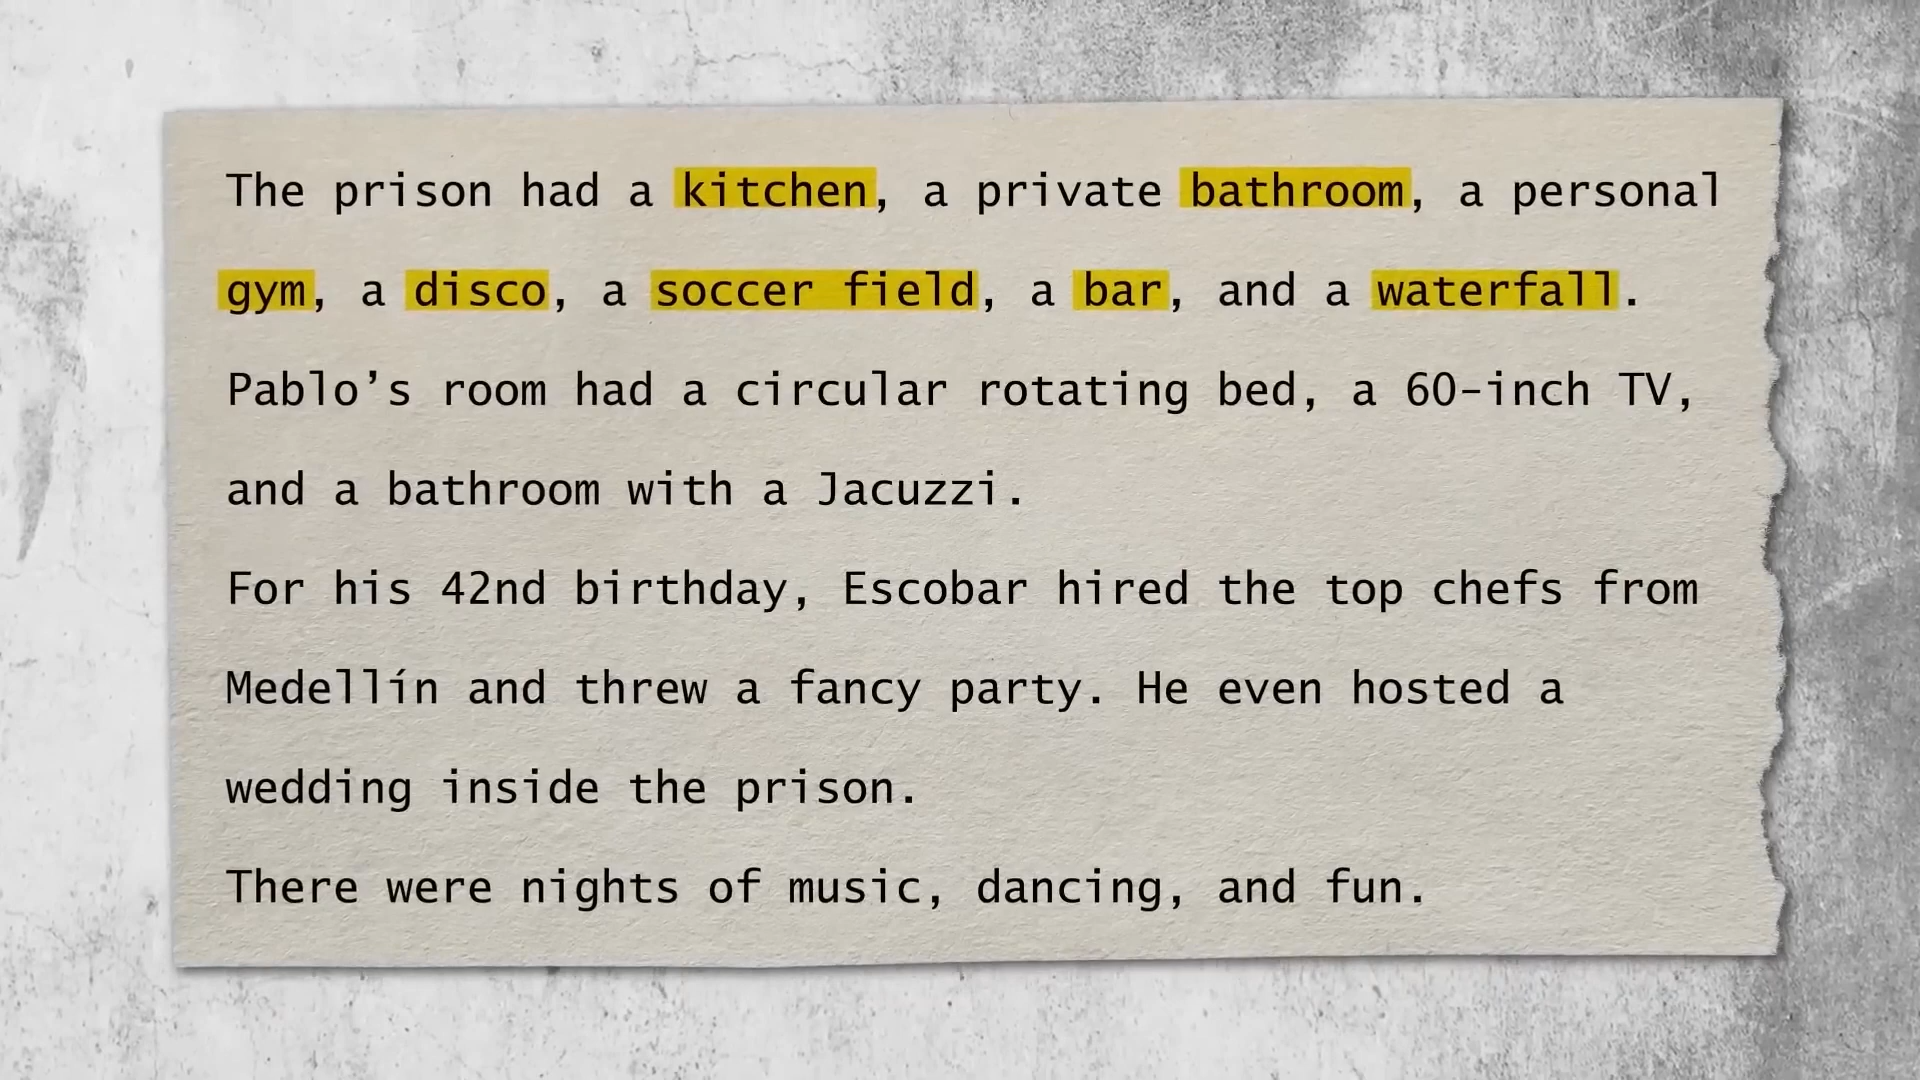 The prison had a kitchen, a private bathroom, a personal
gym, a disco, a soccer field, a bar, and a waterfall.
Pablo’s room had a circular rotating bed, a 60-inch TV,
and a bathroom with a Jacuzzi.
For his 42nd birthday, Escobar hired the top chefs from
Medellín and threw a fancy party. He even hosted a
wedding inside the prison.
There were nights of music, dancing, and fun.